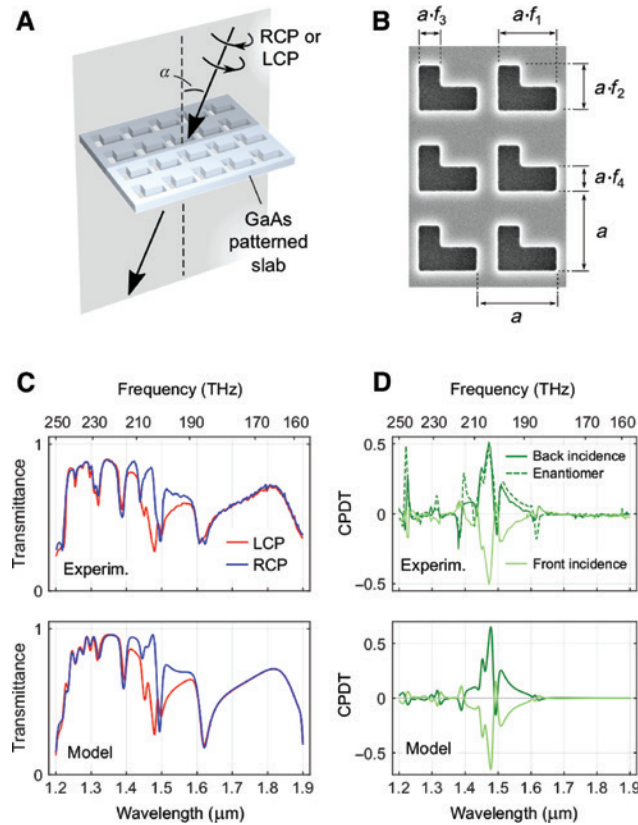 A
RCP or
LCP
α
GaAs
patterned
slab
B
a·f3
a·f1
a·f2
a·f4
a
a
C
Frequency (THz)
250 230 210 190 170 160
Transmittance
1
0
Experim.
LCP
RCP
Transmittance
1
0
Model
1.2 1.3 1.4 1.5 1.6 1.7 1.8 1.9
Wavelength (μm)
D
Frequency (THz)
250 230 210 190 170 160
CPDT
0.5
0
−0.5
Back incidence
Enantiomer
Front incidence
Experim.
CPDT
0.5
0
−0.5
Model
1.2 1.3 1.4 1.5 1.6 1.7 1.8 1.9
Wavelength (μm)